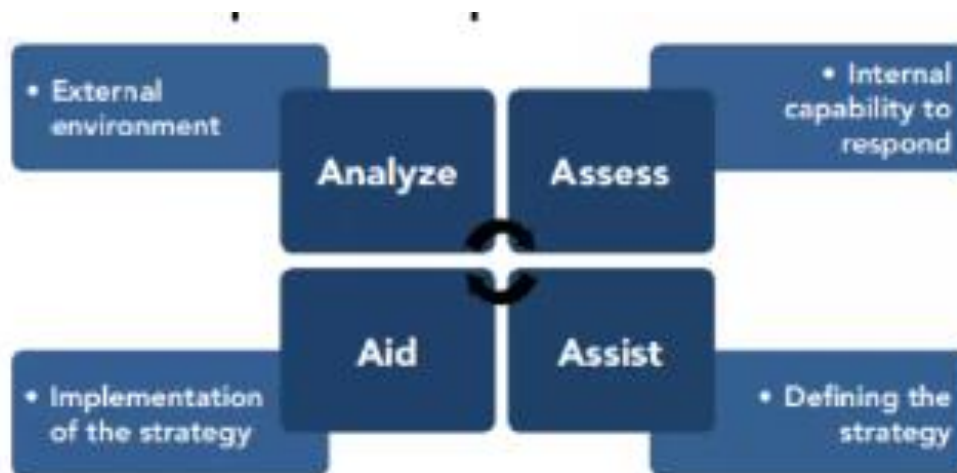 • External
environment
Analyze
Assess
• Internal
capability to
respond
Aid
Assist
• Implementation
of the strategy
• Defining the
strategy